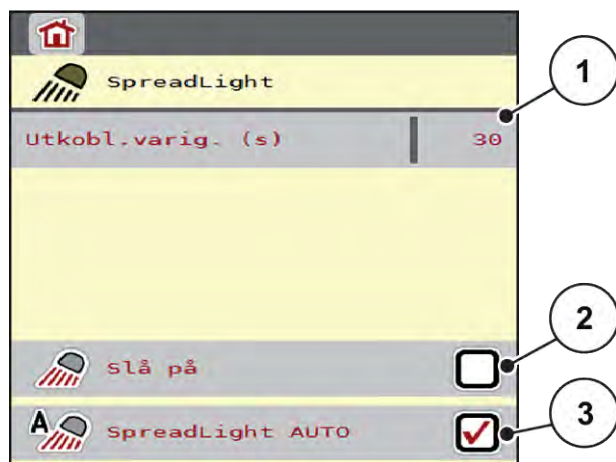 SpreadLight
1
Utkobl.varig. (s) 30
2
Slå på
3
A SpreadLight AUTO